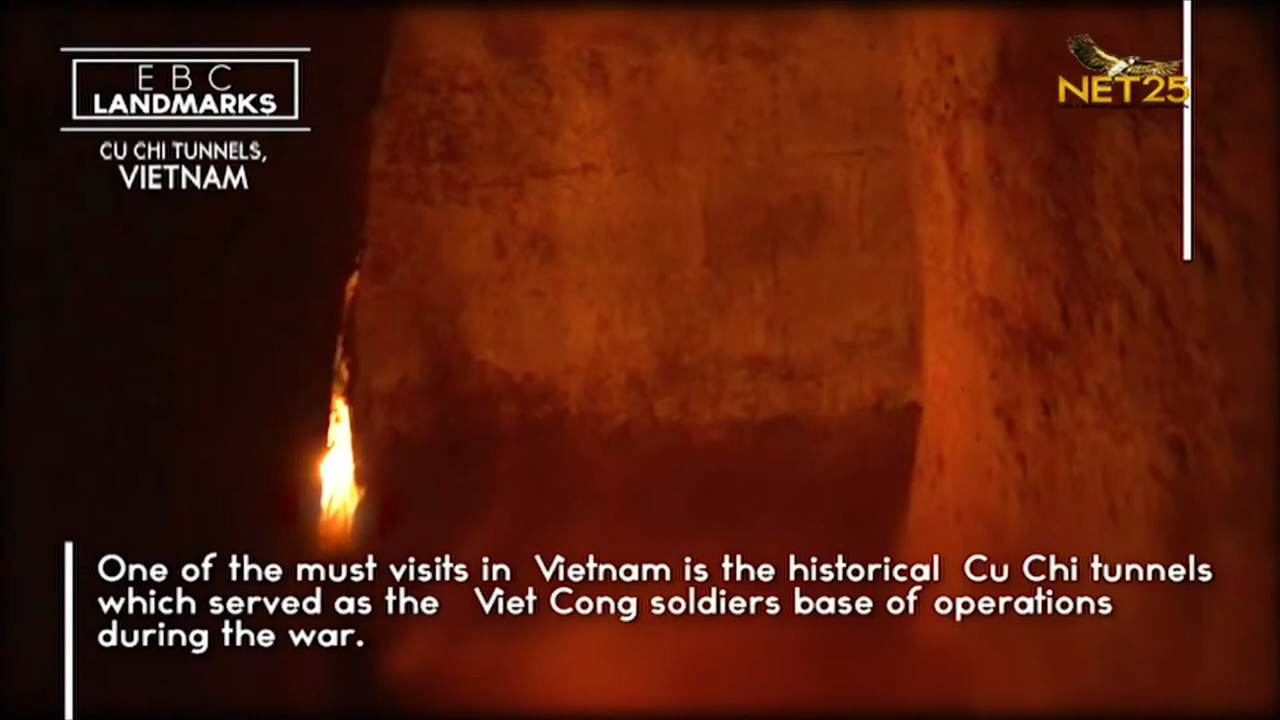 EBC
LANDMARKS
CU CHI TUNNELS,
VIETNAM
NET25
One of the must visits in Vietnam is the historical Cu Chi tunnels
which served as the Viet Cong soldiers base of operations
during the war.